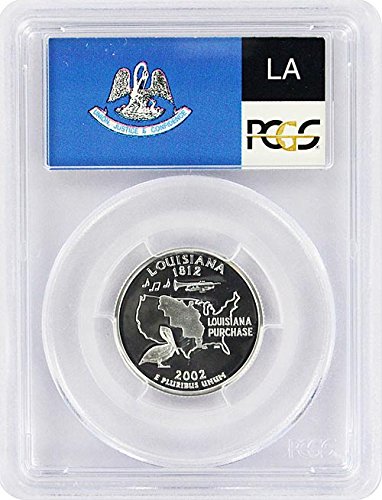 LA
UNION, JUSTICE & CONFIDENCE
PCGS
LOUISIANA
1812
LOUISIANA
PURCHASE
2002
E PLURIBUS UNUM
PCGS